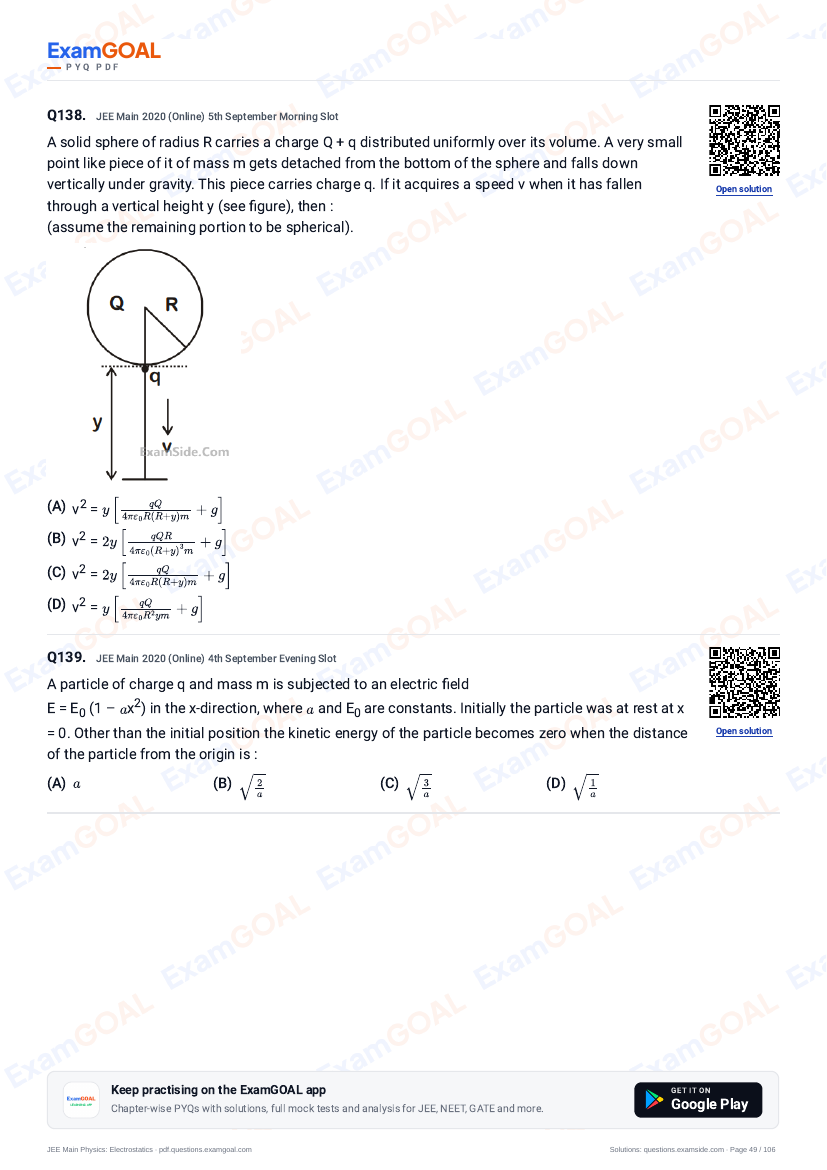 ExamGOAL
PYQ PDF
Q138. JEE Main 2020 (Online) 5th September Morning Slot
A solid sphere of radius R carries a charge Q + q distributed uniformly over its volume. A very small
point like piece of it of mass m gets detached from the bottom of the sphere and falls down
vertically under gravity. This piece carries charge q. If it acquires a speed v when it has fallen
through a vertical height y (see figure), then :
(assume the remaining portion to be spherical).
Open solution
Q R
q
y
v
ExamSide.Com
(A) v² = y [ qQ / 4πε₀R(R+y)m + g ]
(B) v² = 2y [ qQR / 4πε₀(R+y)³m + g ]
(C) v² = 2y [ qQ / 4πε₀R(R+y)m + g ]
(D) v² = y [ qQ / 4πε₀R²ym + g ]
Q139. JEE Main 2020 (Online) 4th September Evening Slot
A particle of charge q and mass m is subjected to an electric field
E = E₀ (1 − ax²) in the x-direction, where a and E₀ are constants. Initially the particle was at rest at x
= 0. Other than the initial position the kinetic energy of the particle becomes zero when the distance
of the particle from the origin is :
Open solution
(A) a (B) √(2/a) (C) √(3/a) (D) √(1/a)
Keep practising on the ExamGOAL app
Chapter-wise PYQs with solutions, full mock tests and analysis for JEE, NEET, GATE and more.
GET IT ON
Google Play
JEE Main Physics: Electrostatics · pdf.questions.examgoal.com
Solutions: questions.examside.com · Page 49 / 106